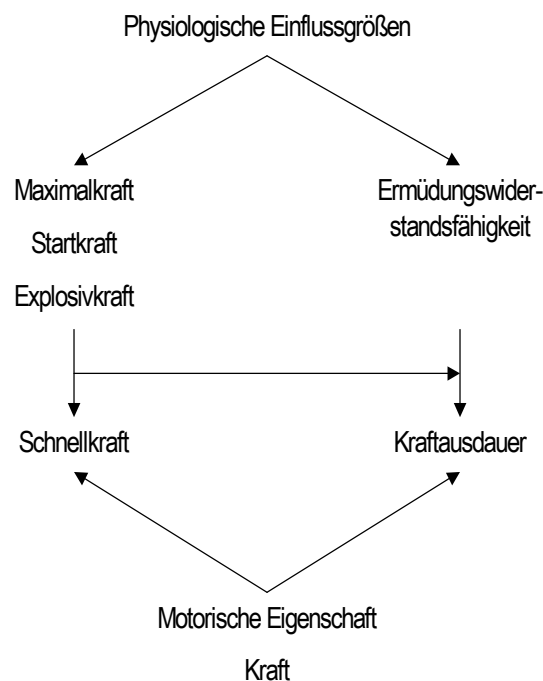 Physiologische Einflussgrößen
Maximalkraft
Startkraft
Explosivkraft
Ermüdungswider-
standsfähigkeit
Schnellkraft
Kraftausdauer
Motorische Eigenschaft
Kraft